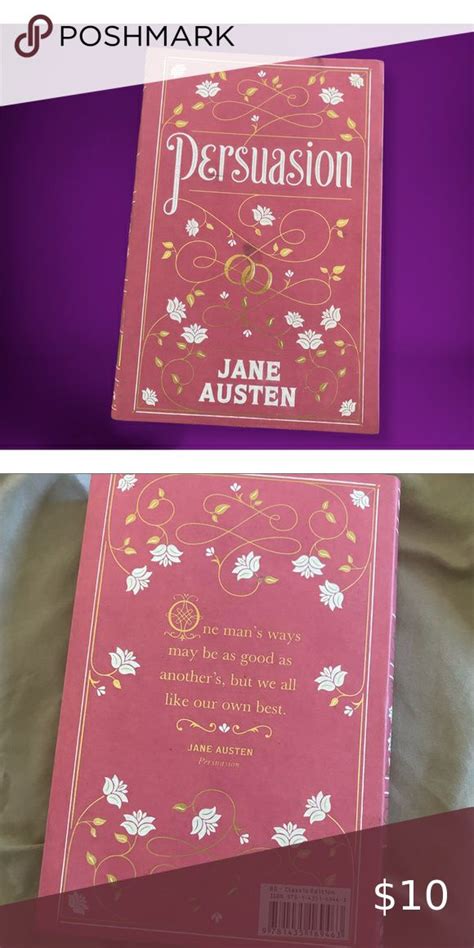 POSHMARK
Persuasion
JANE
AUSTEN
One man's ways
may be as good as
another's, but we all
like our own best.
JANE AUSTEN
Persuasion
$10